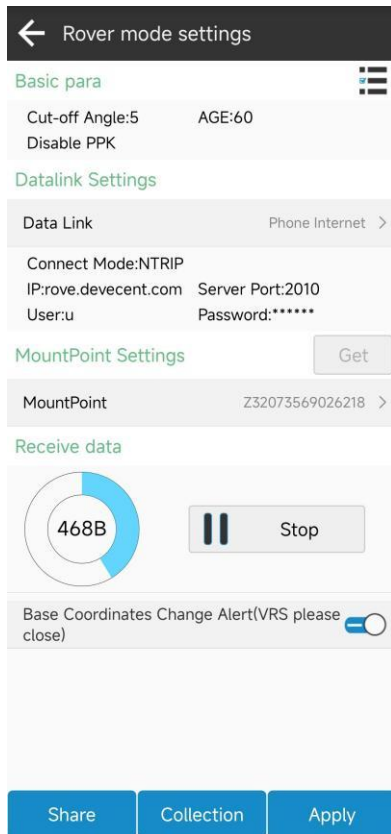 Rover mode settings
Basic para
Cut-off Angle:5 AGE:60
Disable PPK
Datalink Settings
Data Link Phone Internet >
Connect Mode:NTRIP
IP:rove.devecent.com Server Port:2010
User:u Password:******
MountPoint Settings Get
MountPoint Z32073569026218 >
Receive data
468B Stop
Base Coordinates Change Alert(VRS please
close)
Share Collection Apply